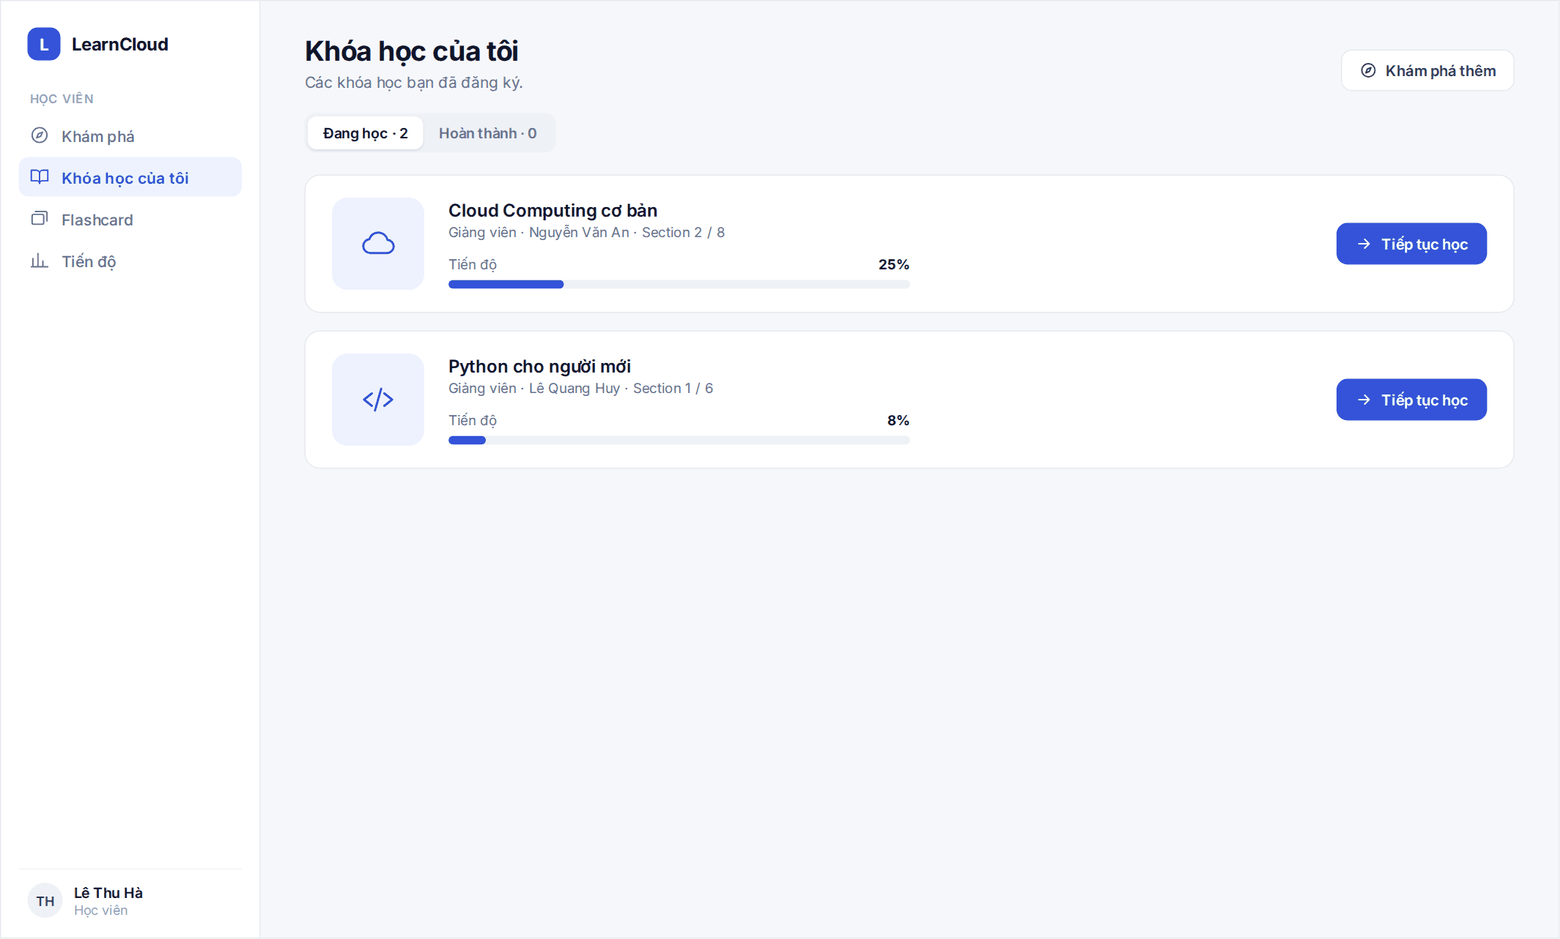 L LearnCloud
HỌC VIÊN
Khám phá
Khóa học của tôi
Flashcard
Tiến độ
TH
Lê Thu Hà
Học viên
Khóa học của tôi
Các khóa học bạn đã đăng ký.
Khám phá thêm
Đang học · 2
Hoàn thành · 0
Cloud Computing cơ bản
Giảng viên · Nguyễn Văn An · Section 2 / 8
Tiến độ 25%
Tiếp tục học
Python cho người mới
Giảng viên · Lê Quang Huy · Section 1 / 6
Tiến độ 8%
Tiếp tục học